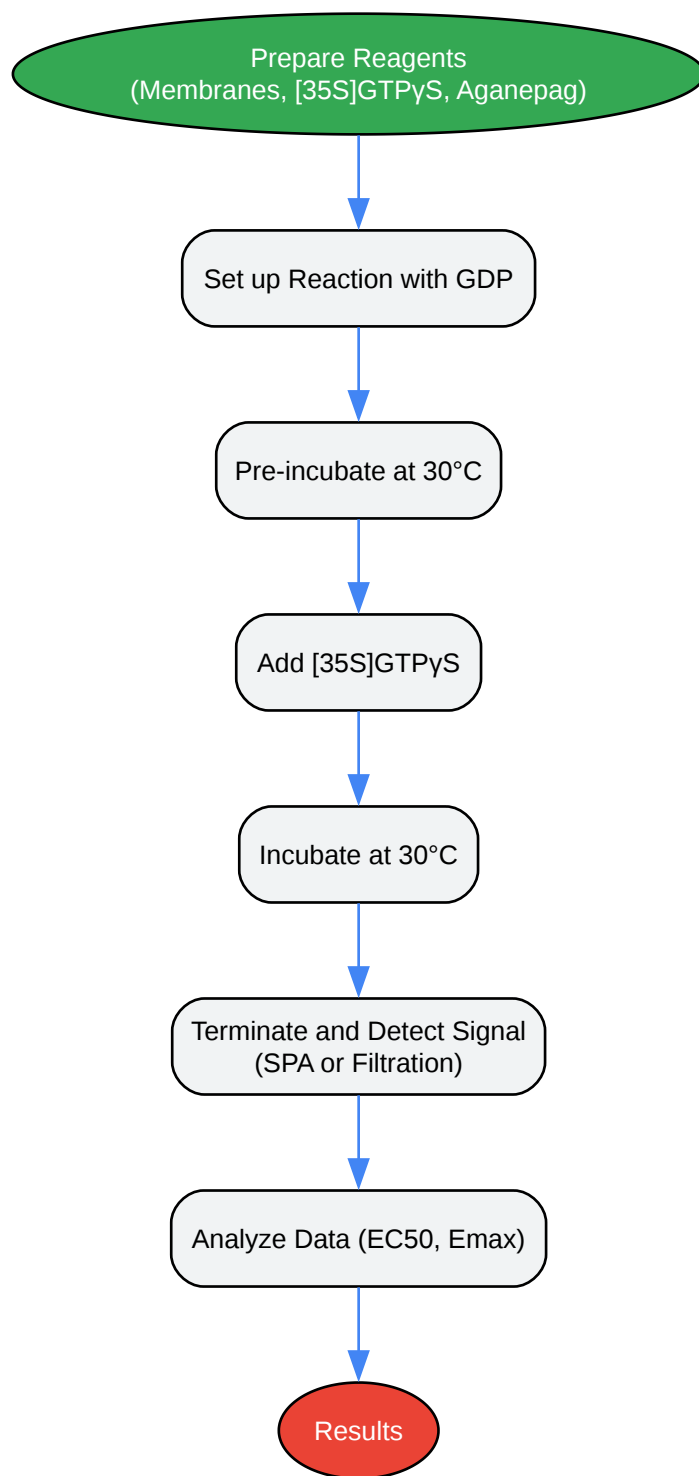 Prepare Reagents
(Membranes, [35S]GTPγS, Aganepag)
Set up Reaction with GDP
Pre-incubate at 30°C
Add [35S]GTPγS
Incubate at 30°C
Terminate and Detect Signal
(SPA or Filtration)
Analyze Data (EC50, Emax)
Results